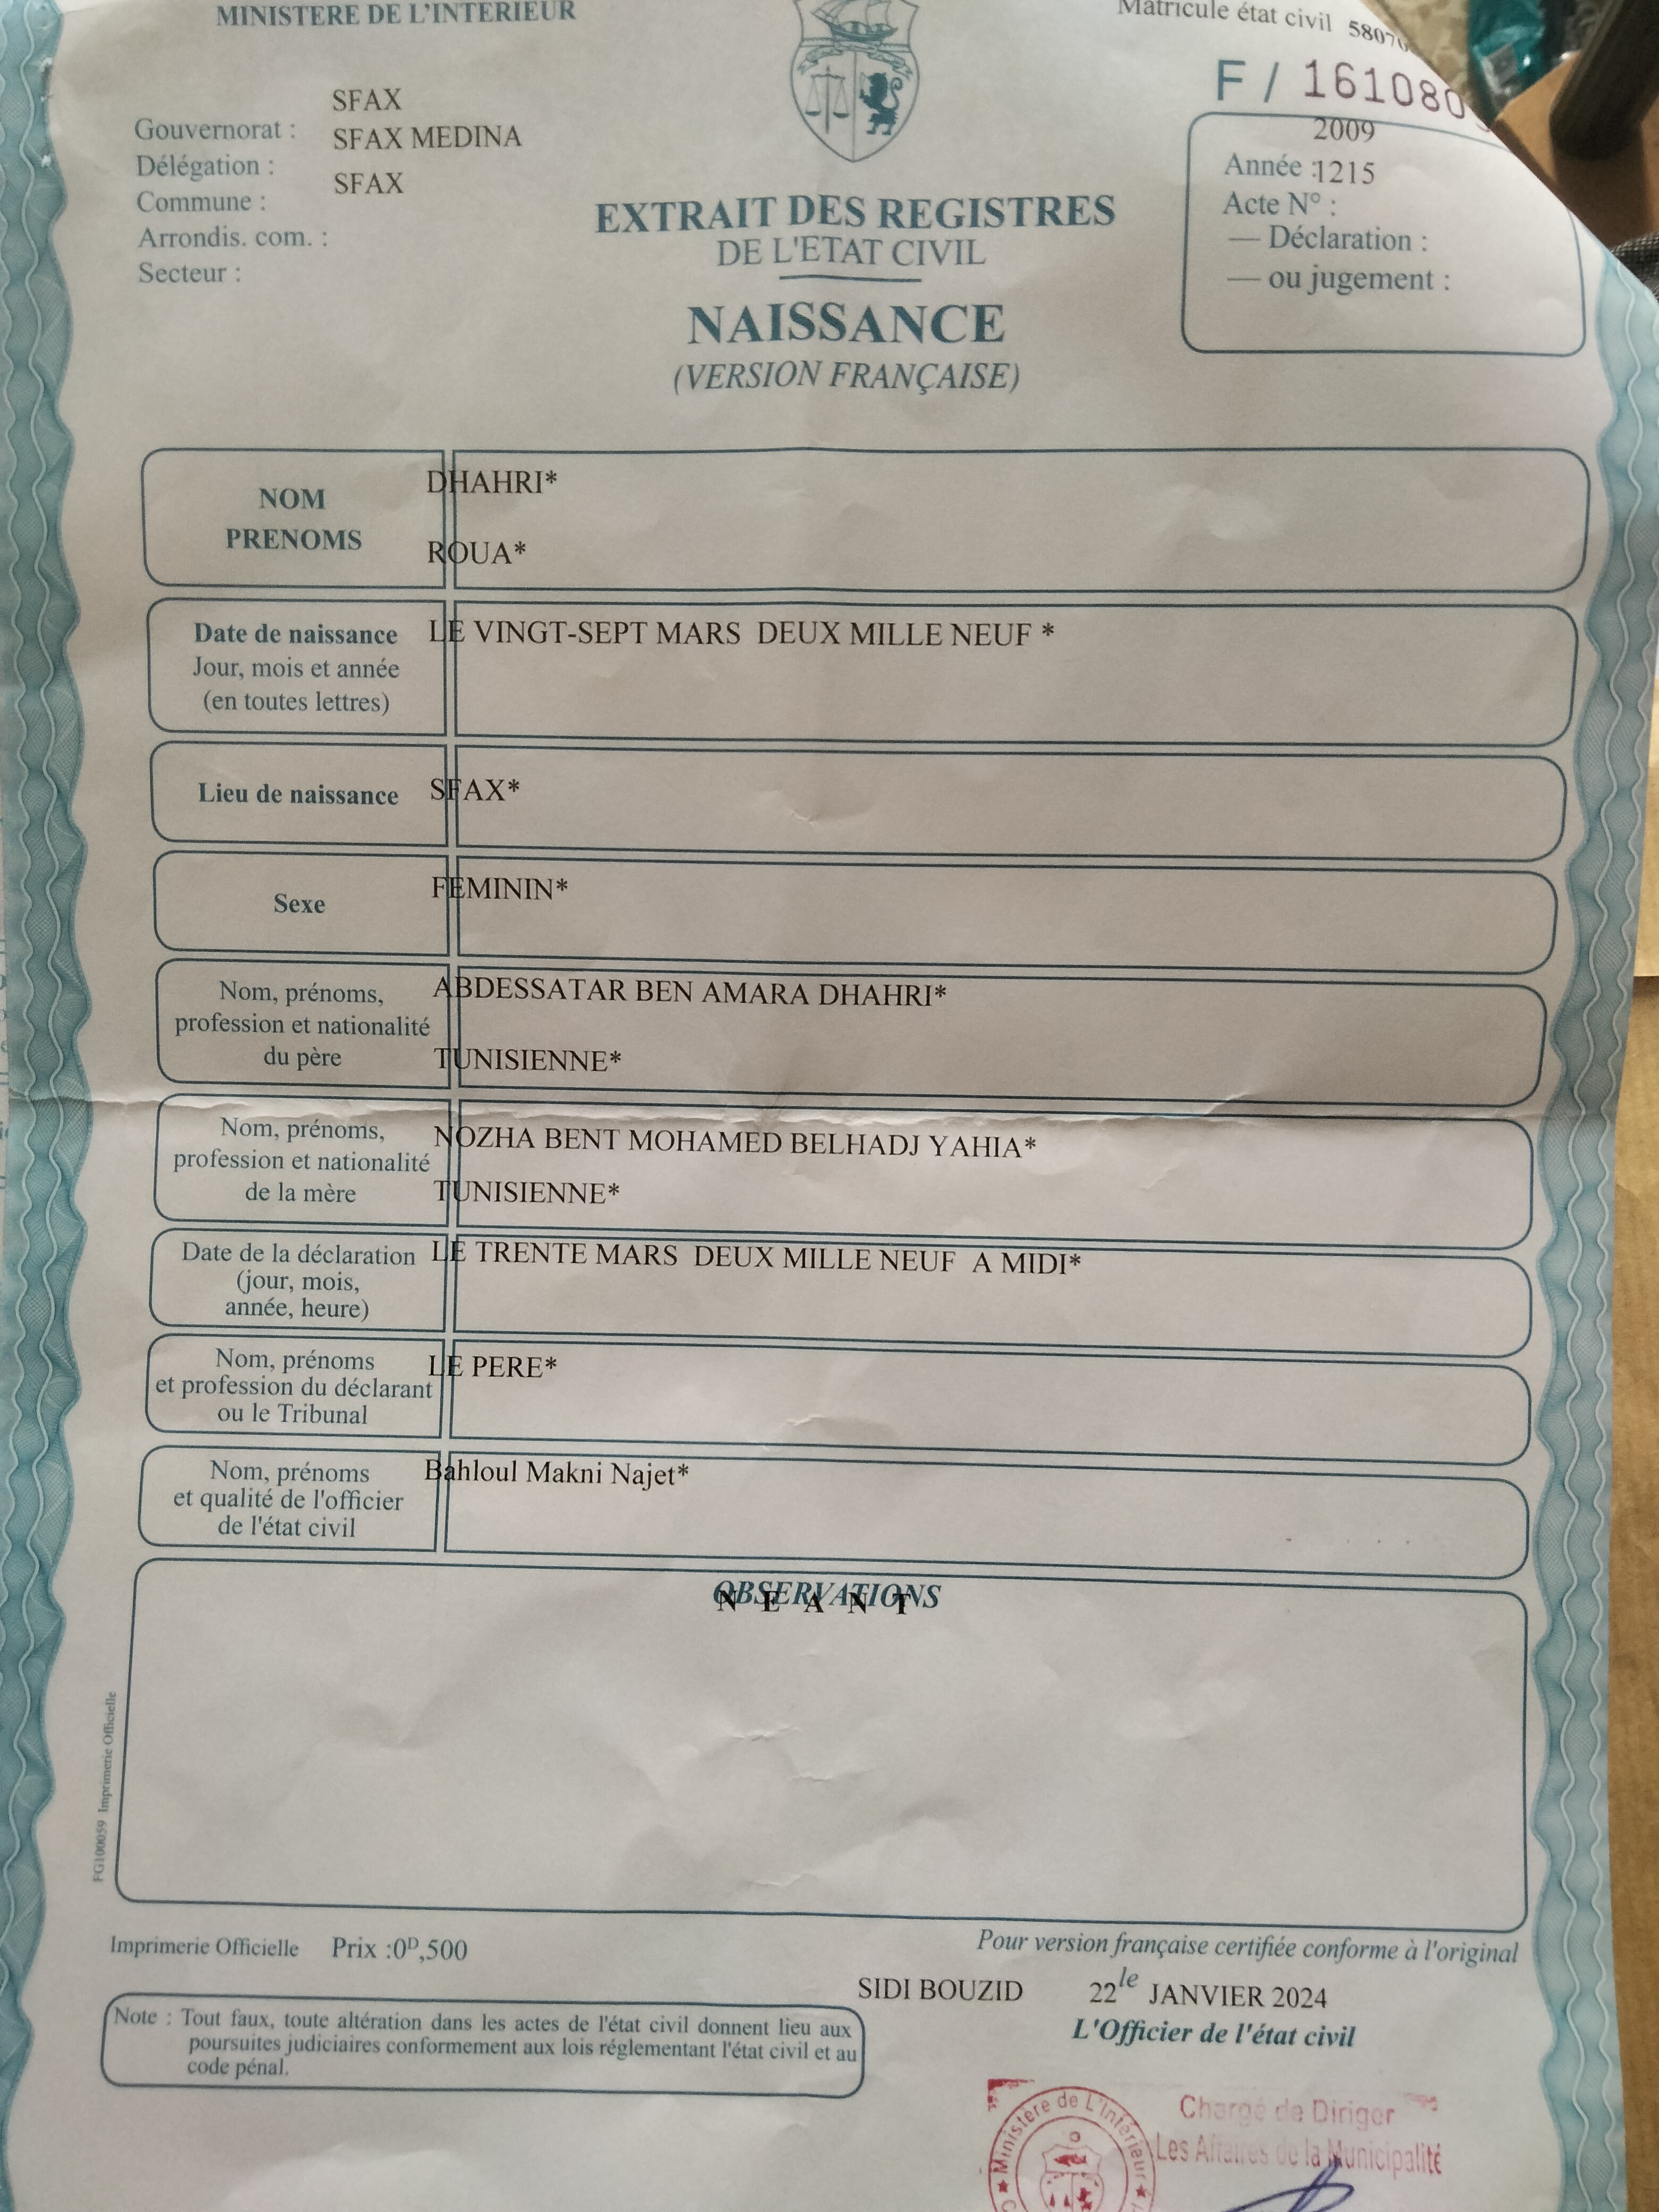 MINISTERE DE L'INTERIEUR
Matricule état civil
F /
SFAX
Gouvernorat :
SFAX MEDINA
Délégation :
SFAX
Commune :
Arrondis. com. :
Secteur :
2009
Année :1215
Acte N° :
— Déclaration :
— ou jugement :
EXTRAIT DES REGISTRES
DE L'ETAT CIVIL
NAISSANCE
(VERSION FRANÇAISE)
NOM
PRENOMS
DHAHRI*
ROUA*
Date de naissance
Jour, mois et année
(en toutes lettres)
LE VINGT-SEPT MARS DEUX MILLE NEUF *
Lieu de naissance
SFAX*
Sexe
FEMININ*
Nom, prénoms,
profession et nationalité
du père
ABDESSATAR BEN AMARA DHAHRI*
TUNISIENNE*
Nom, prénoms,
profession et nationalité
de la mère
NOZHA BENT MOHAMED BELHADJ YAHIA*
TUNISIENNE*
Date de la déclaration
(jour, mois,
année, heure)
LE TRENTE MARS DEUX MILLE NEUF A MIDI*
Nom, prénoms
et profession du déclarant
ou le Tribunal
LE PERE*
Nom, prénoms
et qualité de l'officier
de l'état civil
Bahloul Makni Najet*
OBSERVATIONS
N E A N T
FG100059 Imprimerie Officielle
Imprimerie Officielle Prix :0ᴰ,500
Pour version française certifiée conforme à l'original
SIDI BOUZID 22 le JANVIER 2024
L'Officier de l'état civil
Note : Tout faux, toute altération dans les actes de l'état civil donnent lieu aux
poursuites judiciaires conformement aux lois réglementant l'état civil et au
code pénal.
Ministère de L'Intérieur
Chargé de Diriger
Les Affaires de la Municipalité